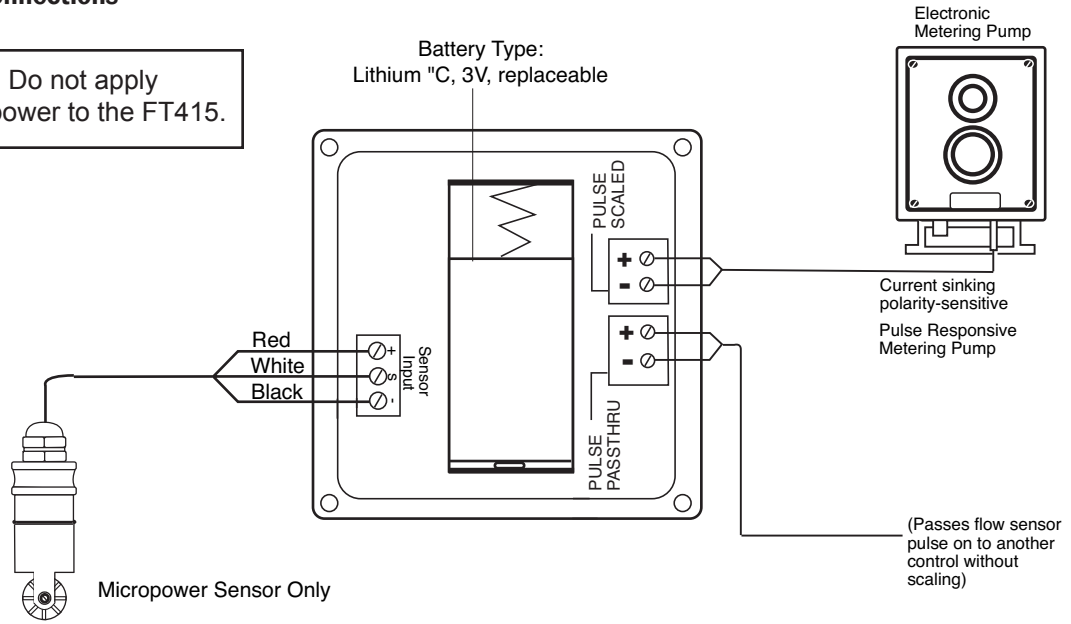 Do not apply
power to the FT415.
Battery Type:
Lithium "C, 3V, replaceable
Electronic
Metering Pump
PULSE
SCALED
+
-
Current sinking
polarity-sensitive
Pulse Responsive
Metering Pump
+
-
PULSE
PASSTHRU
Red
White
Black
+
S
-
Sensor
Input
(Passes flow sensor
pulse on to another
control without
scaling)
Micropower Sensor Only